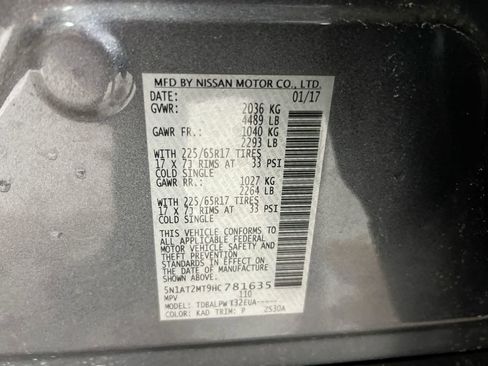 MFD BY NISSAN MOTOR CO., LTD.
DATE: 01/17
GVWR: 2036 KG
4489 LB
GAWR FR.: 1040 KG
2293 LB
WITH 225/65R17 TIRES
17 X 7J RIMS AT 33 PSI
COLD SINGLE
GAWR RR.: 1027 KG
2264 LB
WITH 225/65R17 TIRES
17 X 7J RIMS AT 33 PSI
COLD SINGLE
THIS VEHICLE CONFORMS TO
ALL APPLICABLE FEDERAL
MOTOR VEHICLE SAFETY AND
THEFT PREVENTION
STANDARDS IN EFFECT ON
THE DATE OF MANUFACTURE
SHOWN ABOVE.
5N1AT2MT9HC781635
MPV 110
MODEL:
COLOR: KAD TRIM: P 2530A